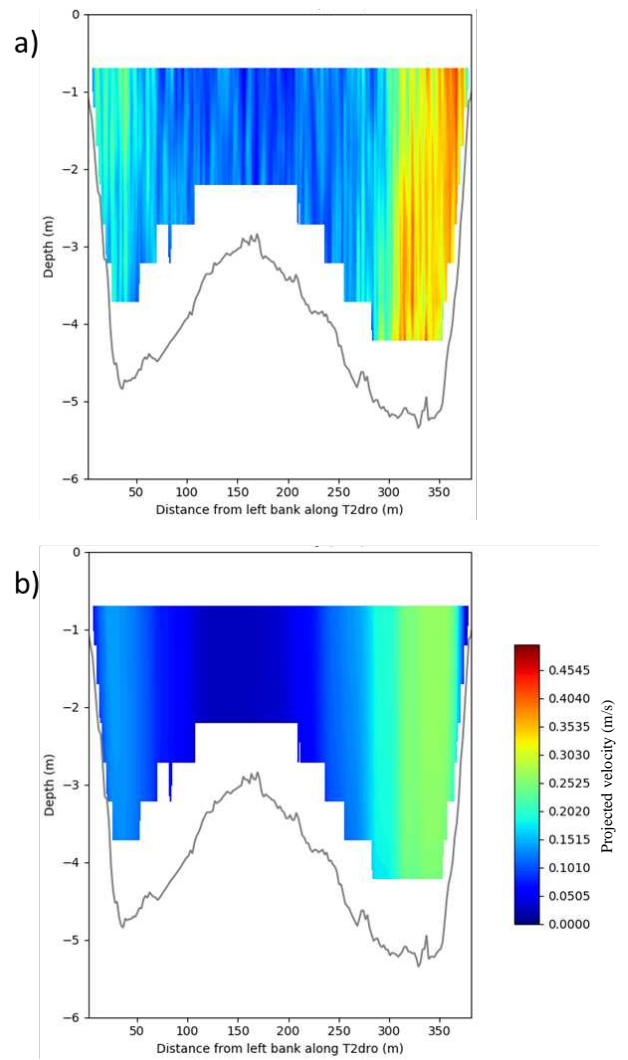 a)
0
−1
−2
−3
−4
−5
−6
Depth (m)
50 100 150 200 250 300 350
Distance from left bank along T2dro (m)
b)
0
−1
−2
−3
−4
−5
−6
Depth (m)
50 100 150 200 250 300 350
Distance from left bank along T2dro (m)
0.4545
0.4040
0.3535
0.3030
0.2525
0.2020
0.1515
0.1010
0.0505
0.0000
Projected velocity (m/s)